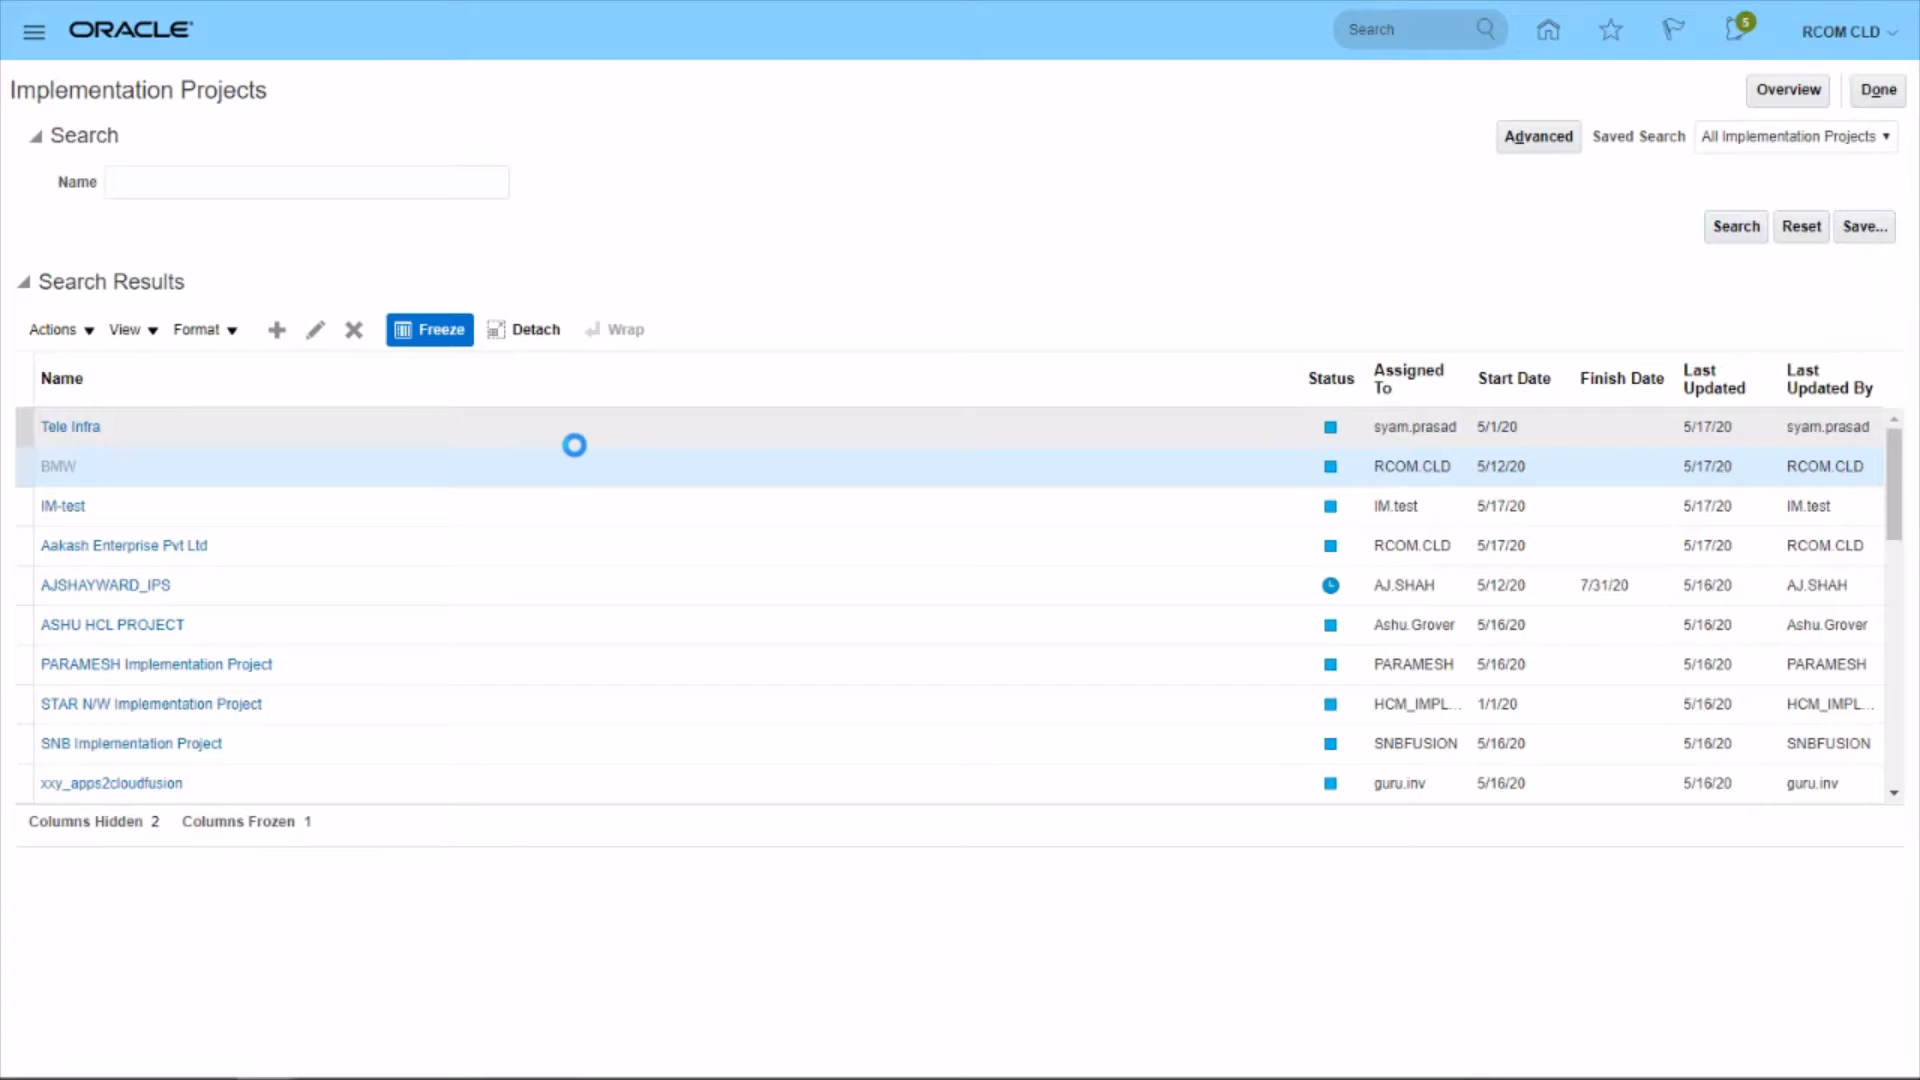 ORACLE
Search
5
RCOM CLD
Implementation Projects
Overview
Done
Search
Advanced
Saved Search
All Implementation Projects
Name
Search
Reset
Save...
Search Results
Actions
View
Format
Freeze
Detach
Wrap
Name Status Assigned To Start Date Finish Date Last Updated Last Updated By
Tele Infra syam.prasad 5/1/20 5/17/20 syam.prasad
BMW RCOM.CLD 5/12/20 5/17/20 RCOM.CLD
IM-test IM.test 5/17/20 5/17/20 IM.test
Aakash Enterprise Pvt Ltd RCOM.CLD 5/17/20 5/17/20 RCOM.CLD
AJSHAYWARD_IPS AJ.SHAH 5/12/20 7/31/20 5/16/20 AJ.SHAH
ASHU HCL PROJECT Ashu.Grover 5/16/20 5/16/20 Ashu.Grover
PARAMESH Implementation Project PARAMESH 5/16/20 5/16/20 PARAMESH
STAR N/W Implementation Project HCM_IMPL... 1/1/20 5/16/20 HCM_IMPL...
SNB Implementation Project SNBFUSION 5/16/20 5/16/20 SNBFUSION
xxy_apps2cloudfusion guru.inv 5/16/20 5/16/20 guru.inv
Columns Hidden 2 Columns Frozen 1